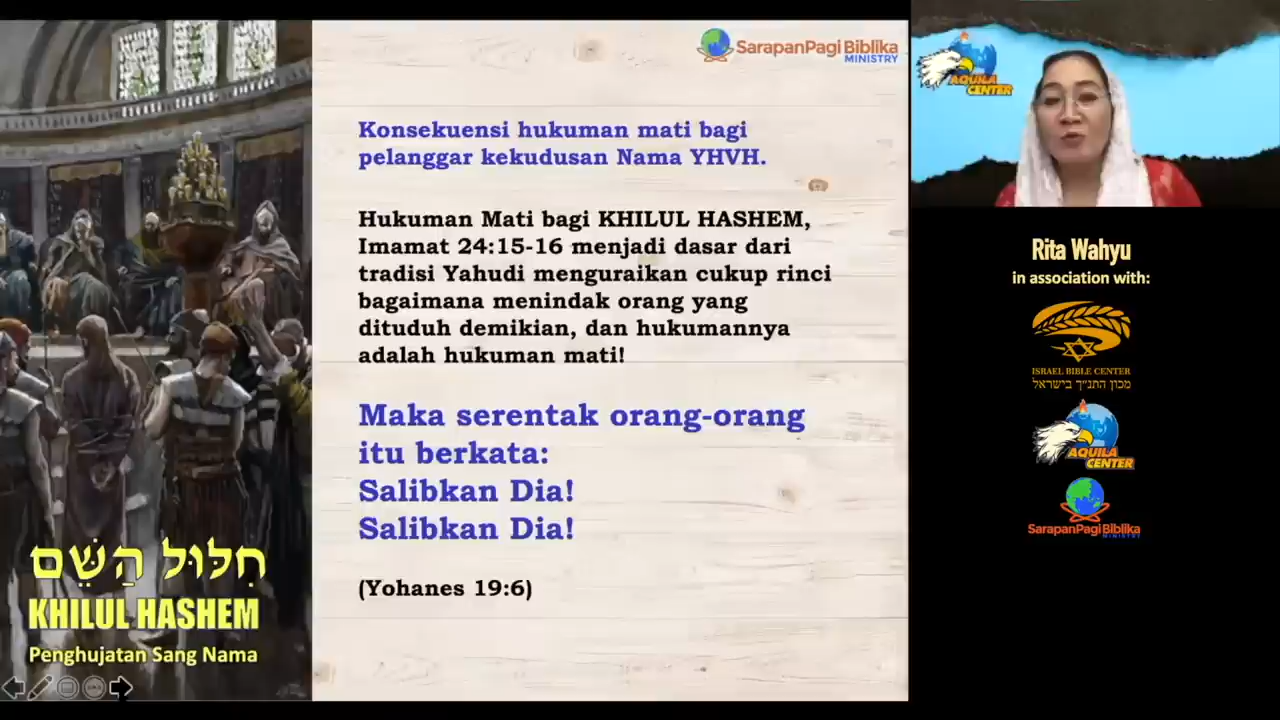 SarapanPagi Biblika
MINISTRY
Konsekuensi hukuman mati bagi
pelanggar kekudusan Nama YHVH.
Hukuman Mati bagi KHILUL HASHEM,
Imamat 24:15-16 menjadi dasar dari
tradisi Yahudi menguraikan cukup rinci
bagaimana menindak orang yang
dituduh demikian, dan hukumannya
adalah hukuman mati!
Maka serentak orang-orang
itu berkata:
Salibkan Dia!
Salibkan Dia!
(Yohanes 19:6)
חִלּוּל הַשֵּׁם
KHILUL HASHEM
Penghujatan Sang Nama
AQUILA
CENTER
Rita Wahyu
in association with:
ISRAEL BIBLE CENTER
מכון התנ״ך בישראל
AQUILA
CENTER
SarapanPagi Biblika
MINISTRY